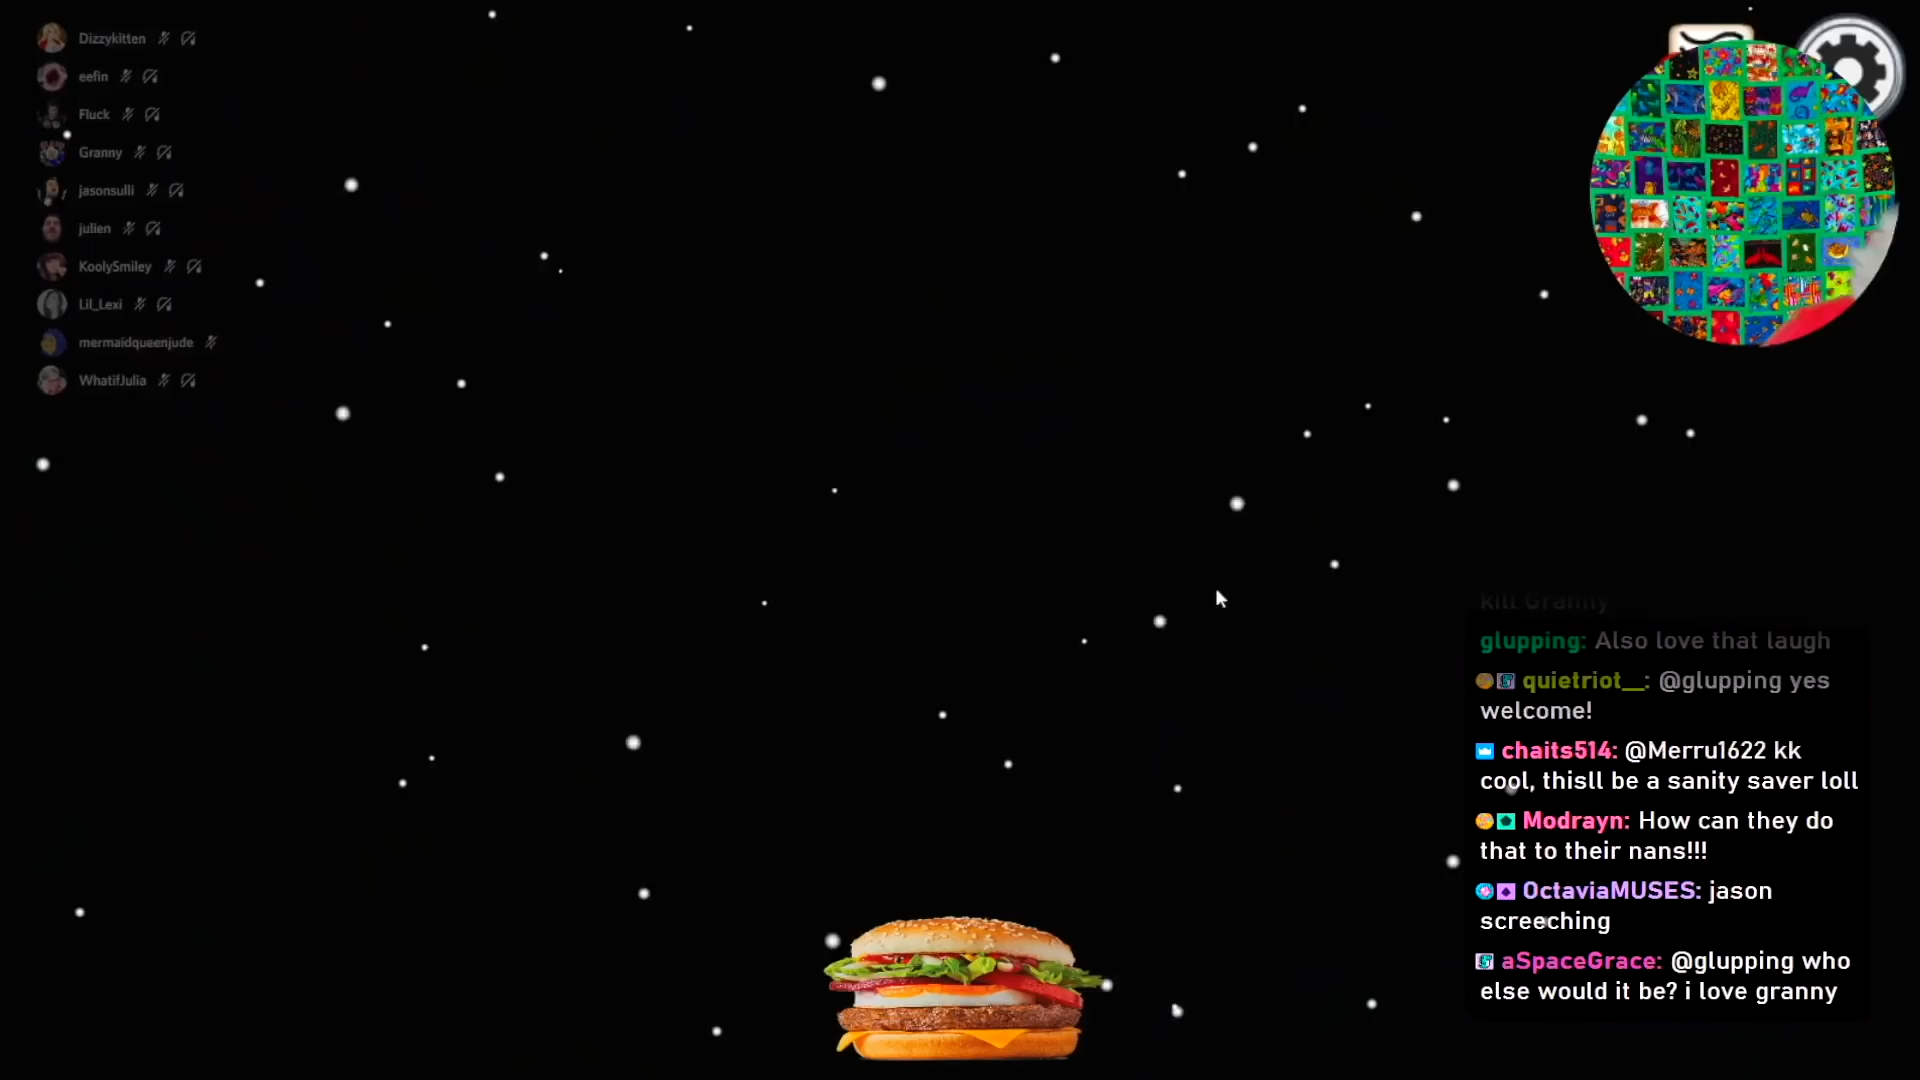 Dizzykitten
eefin
Fluck
Granny
jasonsulli
julien
KoolySmiley
Lil_Lexi
mermaidqueenjude
WhatifJulia
kill Granny
glupping: Also love that laugh
quietriot__: @glupping yes
welcome!
chaits514: @Merru1622 kk
cool, thisll be a sanity saver loll
Modrayn: How can they do
that to their nans!!!
OctaviaMUSES: jason
screeching
aSpaceGrace: @glupping who
else would it be? i love granny